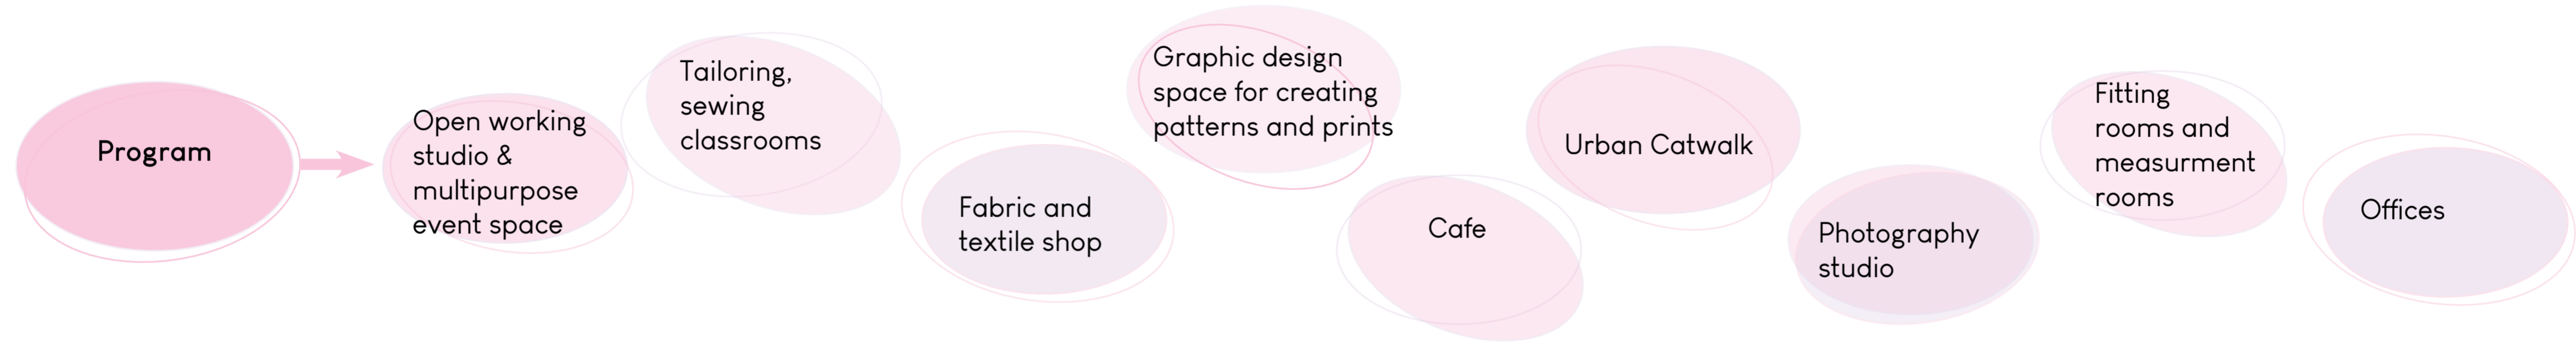 Program
Open working
studio &
multipurpose
event space
Tailoring,
sewing
classrooms
Fabric and
textile shop
Graphic design
space for creating
patterns and prints
Cafe
Urban Catwalk
Photography
studio
Fitting
rooms and
measurment
rooms
Offices